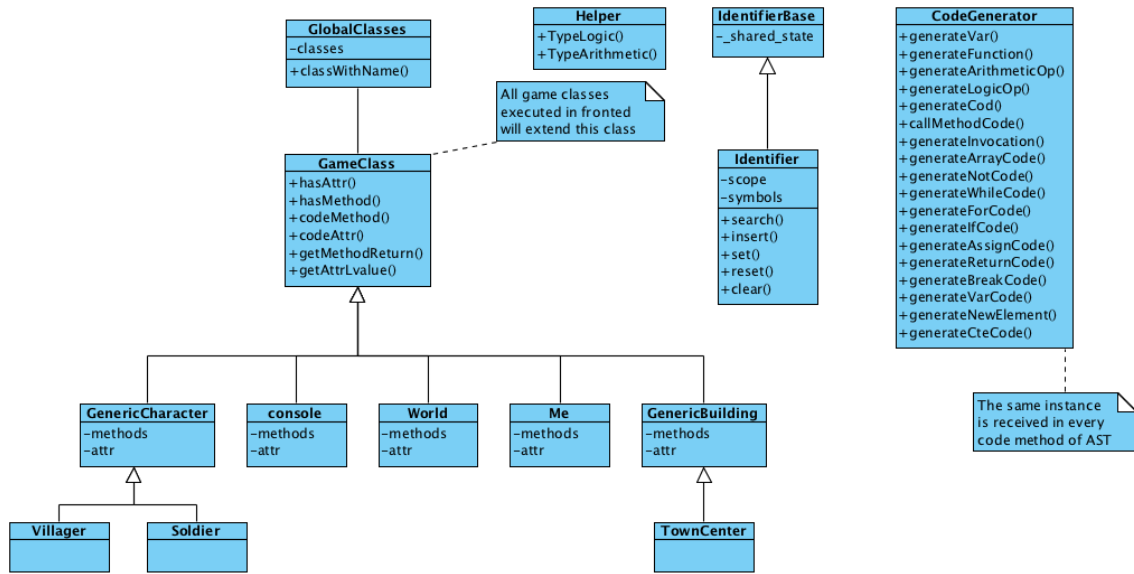 GlobalClasses
-classes
+classWithName()
Helper
+TypeLogic()
+TypeArithmetic()
IdentifierBase
-_shared_state
CodeGenerator
+generateVar()
+generateFunction()
+generateArithmeticOp()
+generateLogicOp()
+generateCod()
+callMethodCode()
+generateInvocation()
+generateArrayCode()
+generateNotCode()
+generateWhileCode()
+generateForCode()
+generateIfCode()
+generateAssignCode()
+generateReturnCode()
+generateBreakCode()
+generateVarCode()
+generateNewElement()
+generateCteCode()
All game classes
executed in fronted
will extend this class
GameClass
+hasAttr()
+hasMethod()
+codeMethod()
+codeAttr()
+getMethodReturn()
+getAttrLvalue()
Identifier
-scope
-symbols
+search()
+insert()
+set()
+reset()
+clear()
The same instance
is received in every
code method of AST
GenericCharacter
-methods
-attr
console
-methods
-attr
World
-methods
-attr
Me
-methods
-attr
GenericBuilding
-methods
-attr
Villager
Soldier
TownCenter